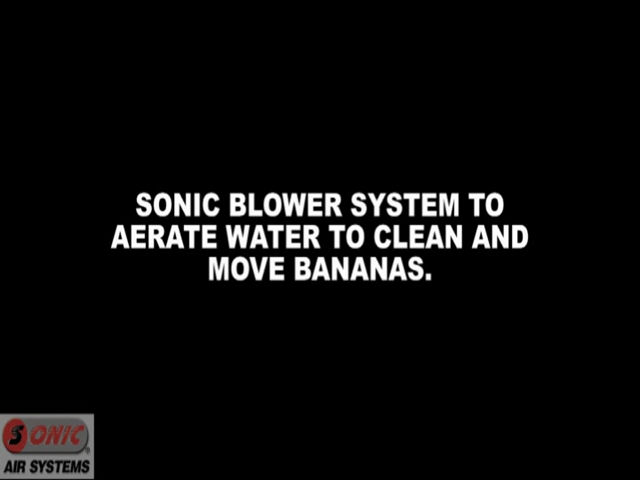 SONIC BLOWER SYSTEM TO
AERATE WATER TO CLEAN AND
MOVE BANANAS.
SONIC®
AIR SYSTEMS